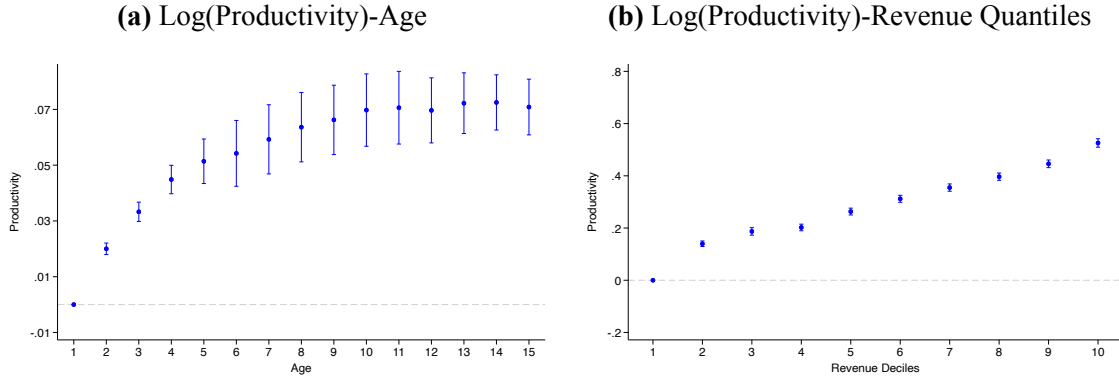 (a) Log(Productivity)-Age
.07
.05
.03
.01
-.01
Productivity
1 2 3 4 5 6 7 8 9 10 11 12 13 14 15
Age
(b) Log(Productivity)-Revenue Quantiles
.8
.6
.4
.2
0
-.2
Productivity
1 2 3 4 5 6 7 8 9 10
Revenue Deciles